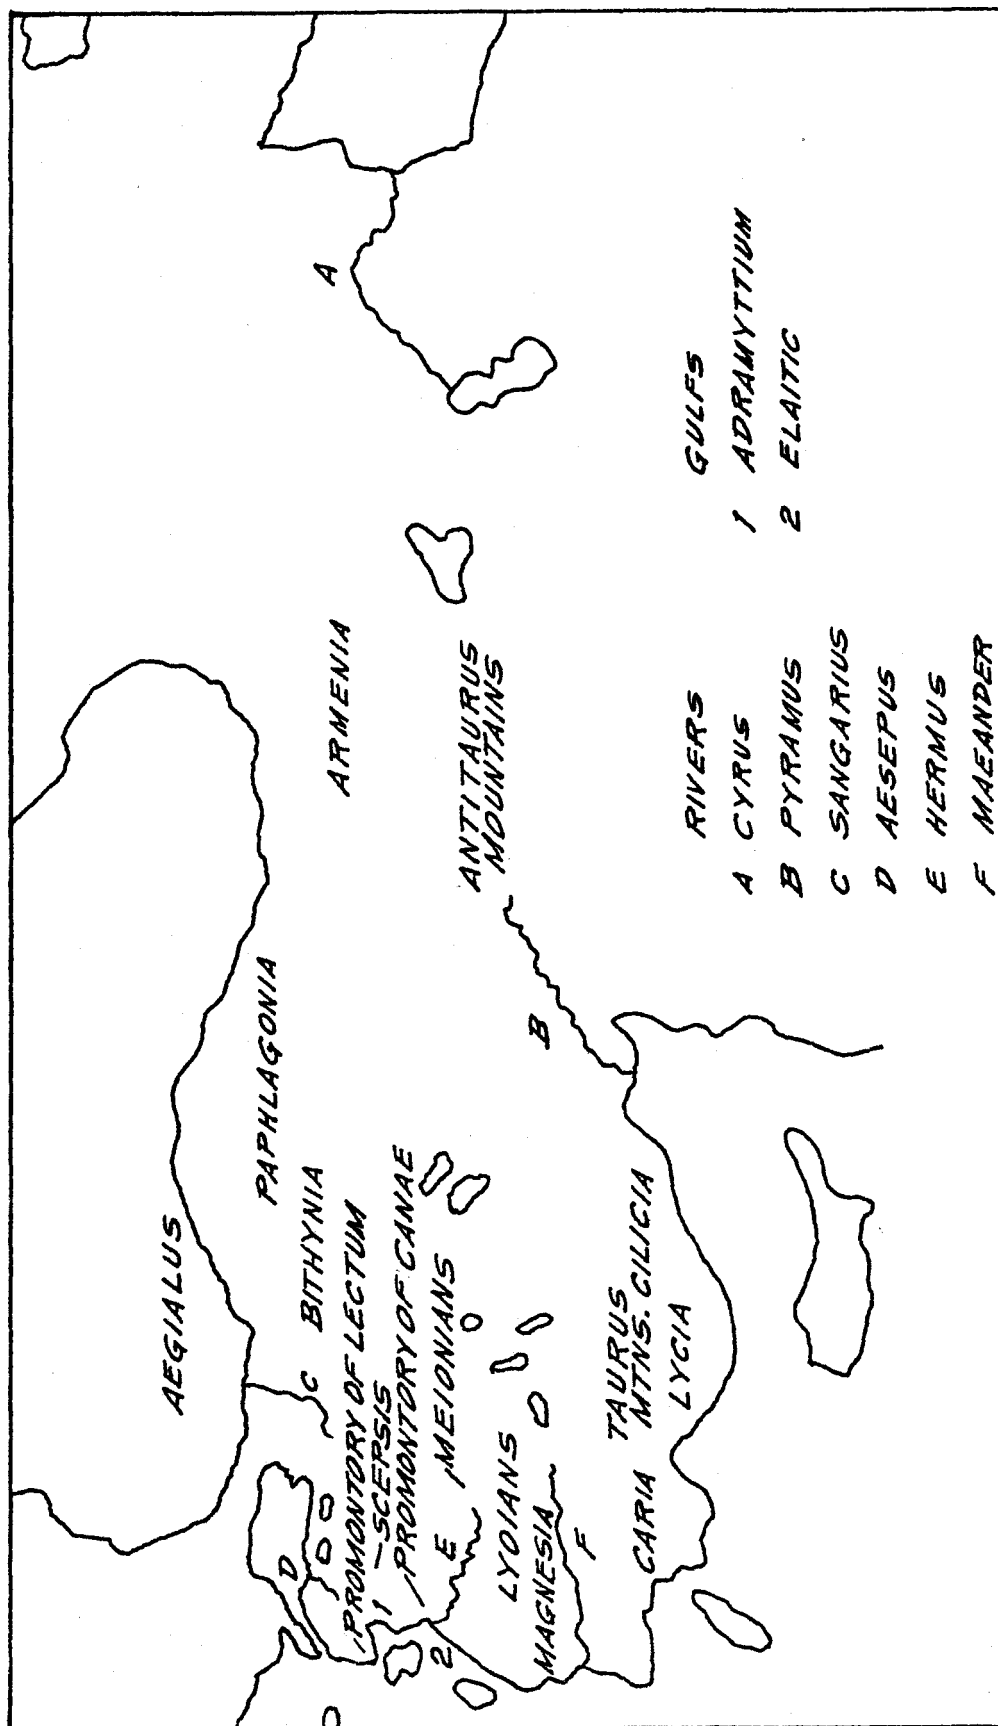 AEGIALUS
PAPHLAGONIA
BITHYNIA
C
ARMENIA
A
D
PROMONTORY OF LECTUM
1
-SCEPSIS
PROMONTORY OF CANAE
E
MEIONIANS
2
ANTITAURUS
MOUNTAINS
LYDIANS
MAGNESIA
B
F
TAURUS
MTNS. CILICIA
CARIA
LYCIA
RIVERS
A CYRUS
B PYRAMUS
C SANGARIUS
D AESEPUS
E HERMUS
F MAEANDER
GULFS
1 ADRAMYTTIUM
2 ELAITIC